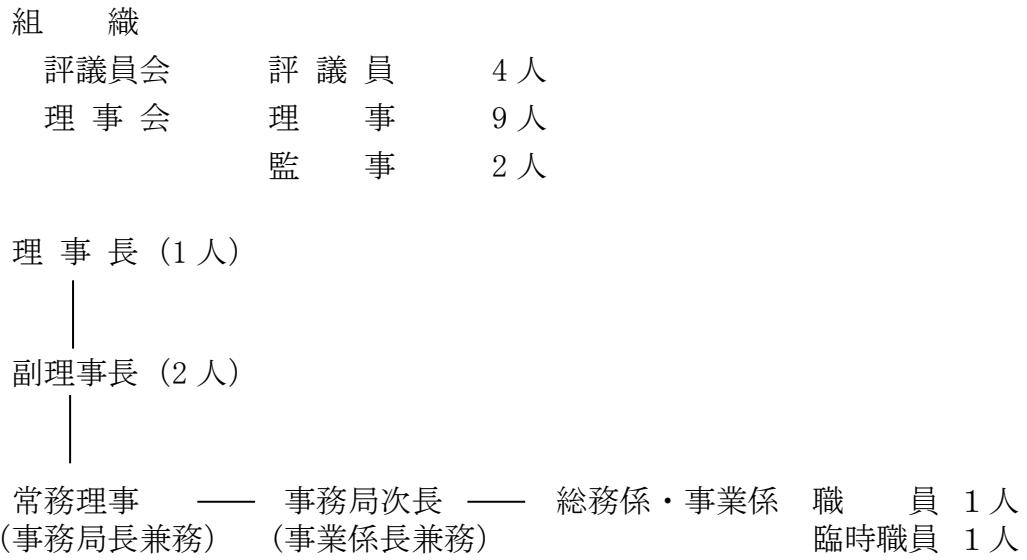 組　　織
評議員会　　評 議 員　　4 人
理 事 会　　理　　事　　9 人
監　　事　　2 人
理 事 長（1 人）
副理事長（2 人）
常務理事 ―― 事務局次長 ―― 総務係・事業係　職　　員 1 人
(事務局長兼務)　(事業係長兼務)　臨時職員 1 人